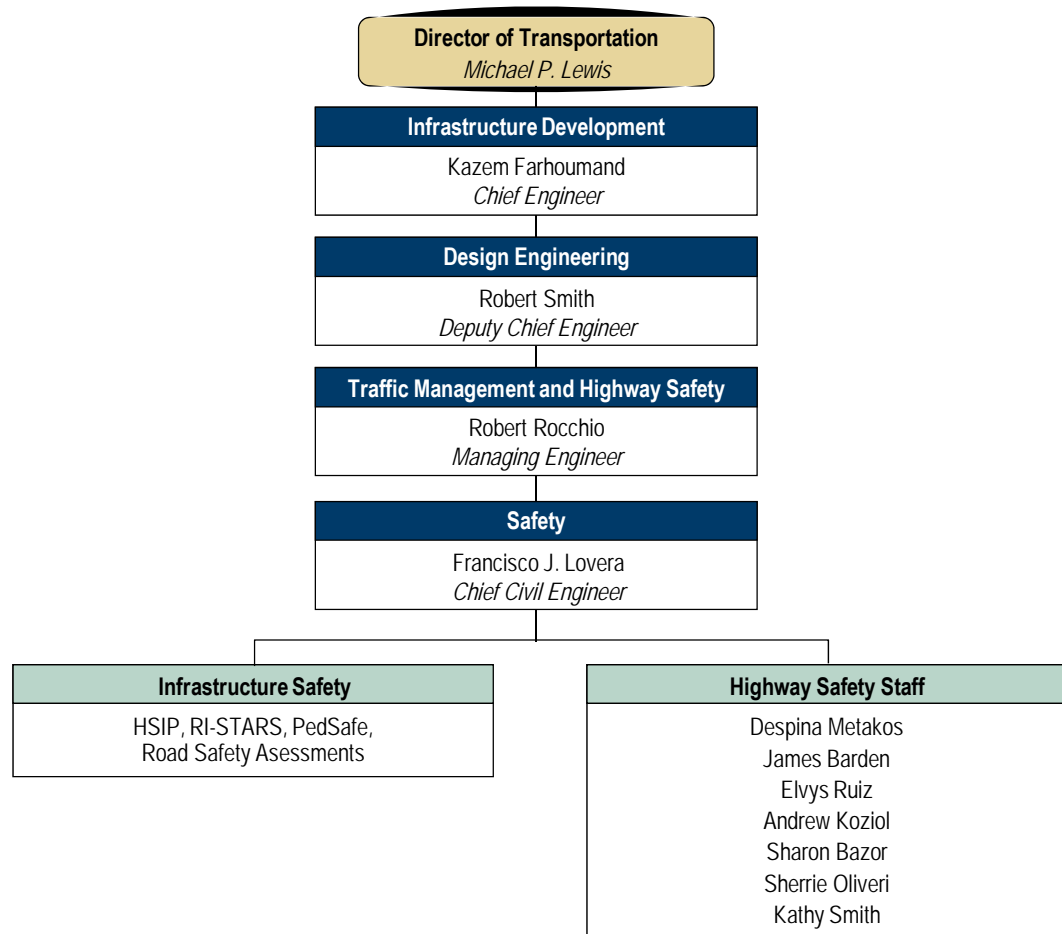 Director of Transportation
Michael P. Lewis
Infrastructure Development
Kazem Farhoumand
Chief Engineer
Design Engineering
Robert Smith
Deputy Chief Engineer
Traffic Management and Highway Safety
Robert Rocchio
Managing Engineer
Safety
Francisco J. Lovera
Chief Civil Engineer
Infrastructure Safety
HSIP, RI-STARS, PedSafe,
Road Safety Asessments
Highway Safety Staff
Despina Metakos
James Barden
Elvys Ruiz
Andrew Koziol
Sharon Bazor
Sherrie Oliveri
Kathy Smith